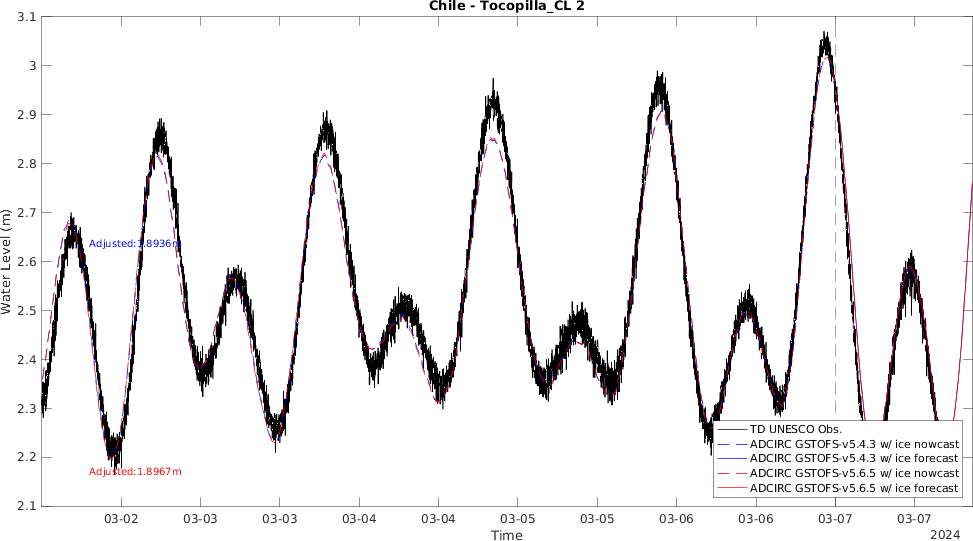 Chile - Tocopilla_CL 2
3.1
3
2.9
2.8
2.7
2.6
2.5
2.4
2.3
2.2
2.1
Water Level (m)
Adjusted:1.8936m
Adjusted:1.8967m
TD UNESCO Obs.
ADCIRC GSTOFS-v5.4.3 w/ ice nowcast
ADCIRC GSTOFS-v5.4.3 w/ ice forecast
ADCIRC GSTOFS-v5.6.5 w/ ice nowcast
ADCIRC GSTOFS-v5.6.5 w/ ice forecast
03-02 03-03 03-03 03-04 03-04 03-05 03-05 03-06 03-06 03-07 03-07
Time
2024